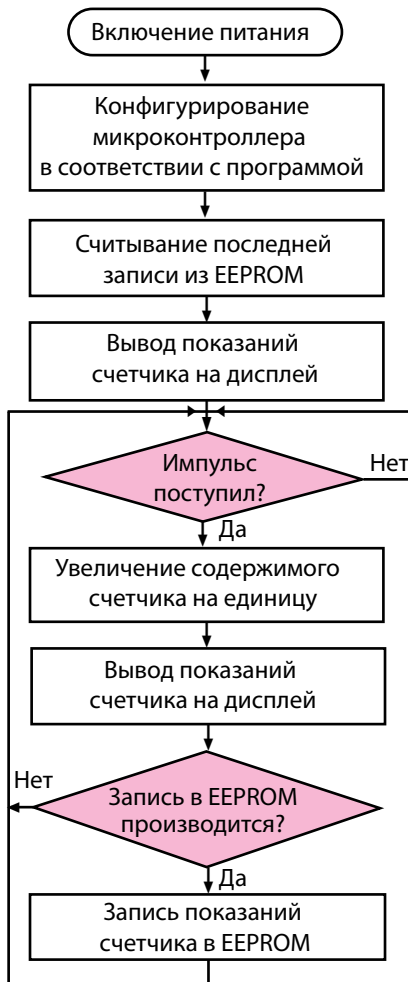 Включение питания
Конфигурирование
микроконтроллера
в соответствии с программой
Считывание последней
записи из EEPROM
Вывод показаний
счетчика на дисплей
Импульс
поступил?
Нет
Да
Увеличение содержимого
счетчика на единицу
Вывод показаний
счетчика на дисплей
Нет
Запись в EEPROM
производится?
Да
Запись показаний
счетчика в EEPROM